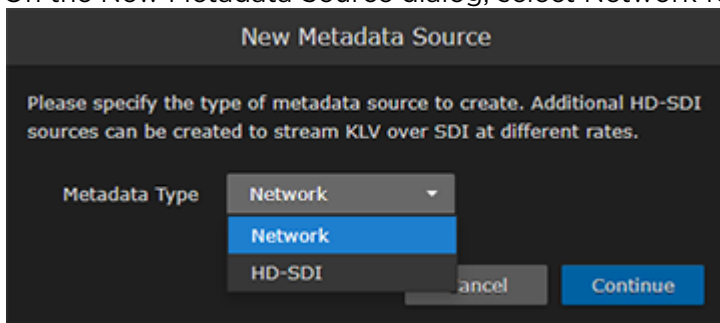 New Metadata Source
Please specify the type of metadata source to create. Additional HD-SDI
sources can be created to stream KLV over SDI at different rates.
Metadata Type Network
Network
HD-SDI
ancel Continue